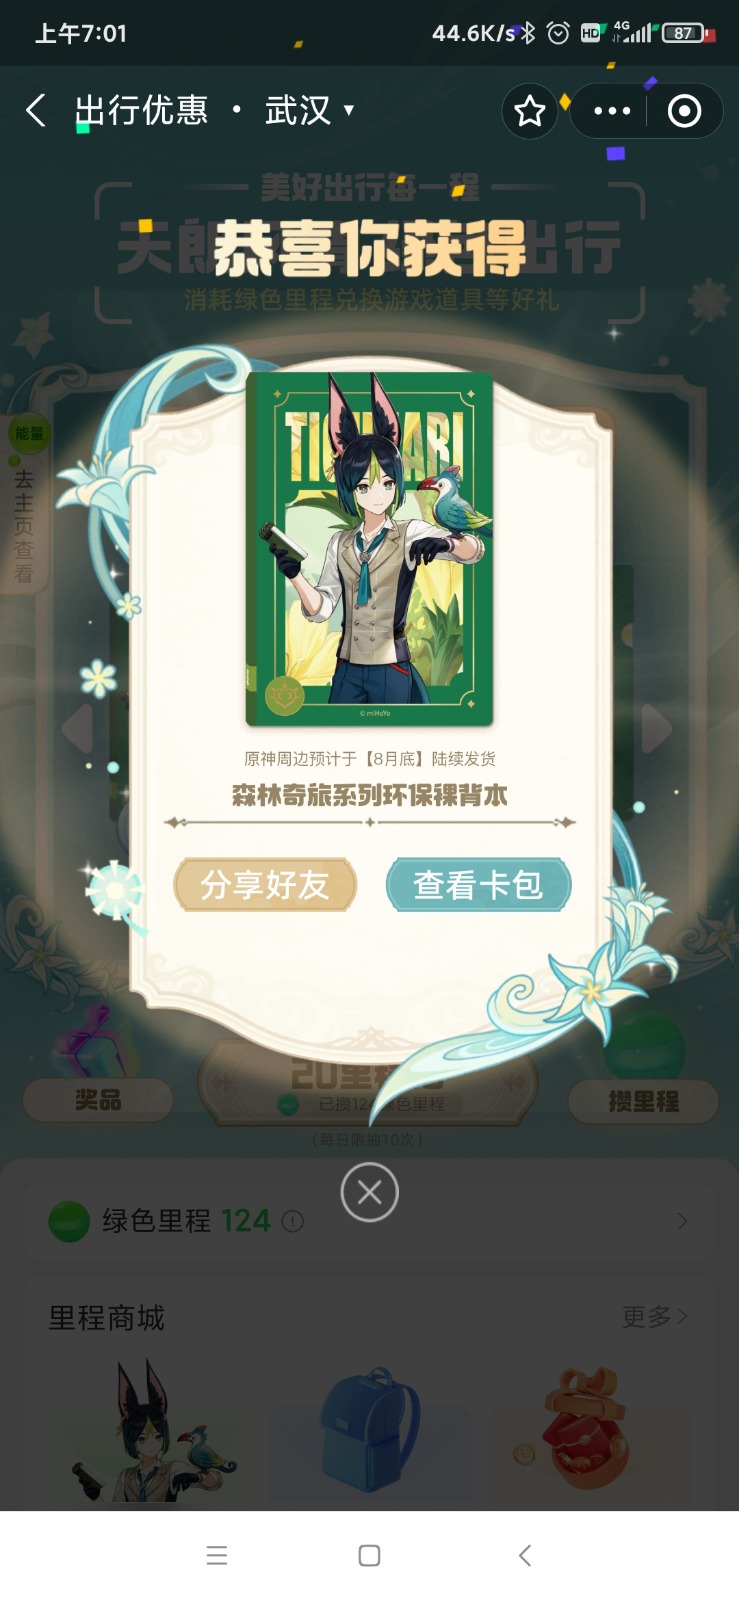 上午7:01
44.6K/s
HD
4G
87
出行优惠 · 武汉 ▾
美好出行每一程
恭喜你获得
出行
消耗绿色里程兑换游戏道具等好礼
能量
去主页查看
© miHoYo
原神周边预计于【8月底】陆续发货
森林奇旅系列环保裸背本
分享好友
查看卡包
奖品
攒里程
(每日限抽10次)
绿色里程 124
里程商城
更多